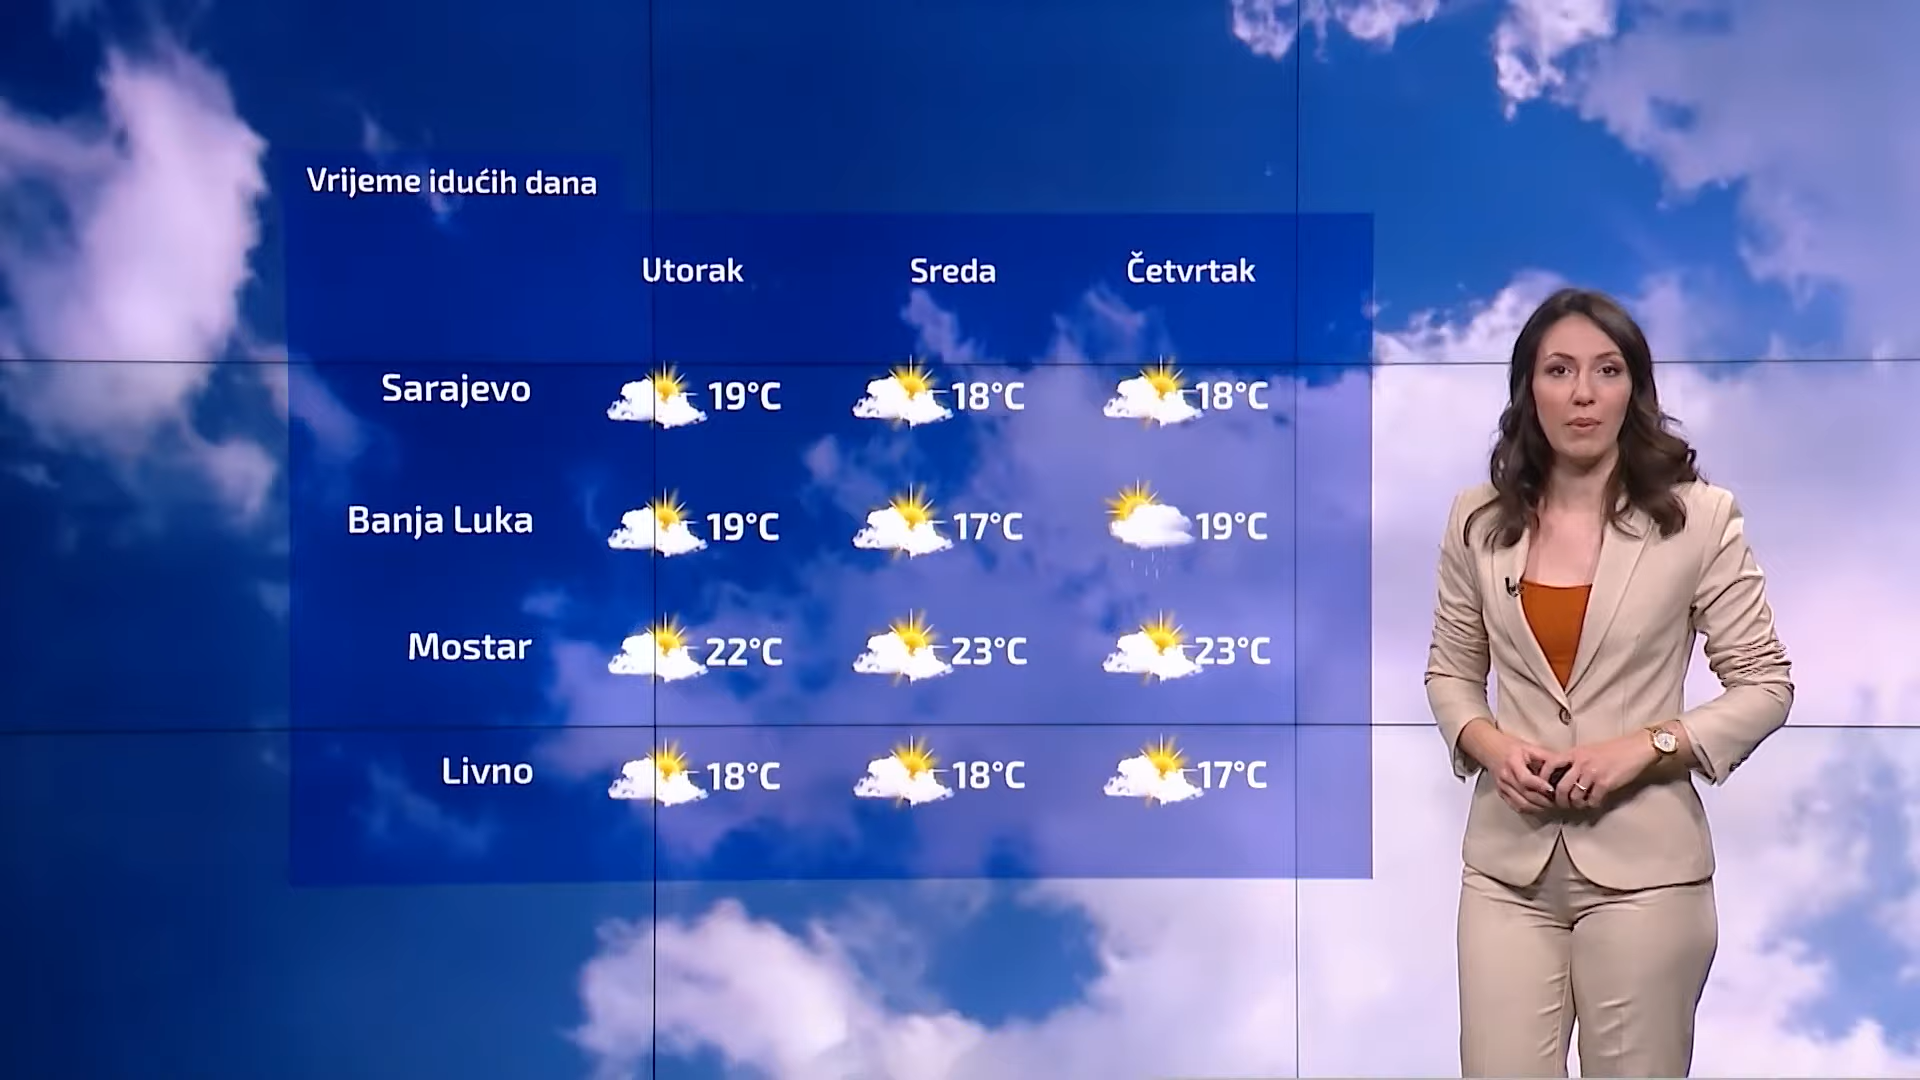 Vrijeme idućih dana
Utorak Sreda Četvrtak
Sarajevo 19°C 18°C 18°C
Banja Luka 19°C 17°C 19°C
Mostar 22°C 23°C 23°C
Livno 18°C 18°C 17°C